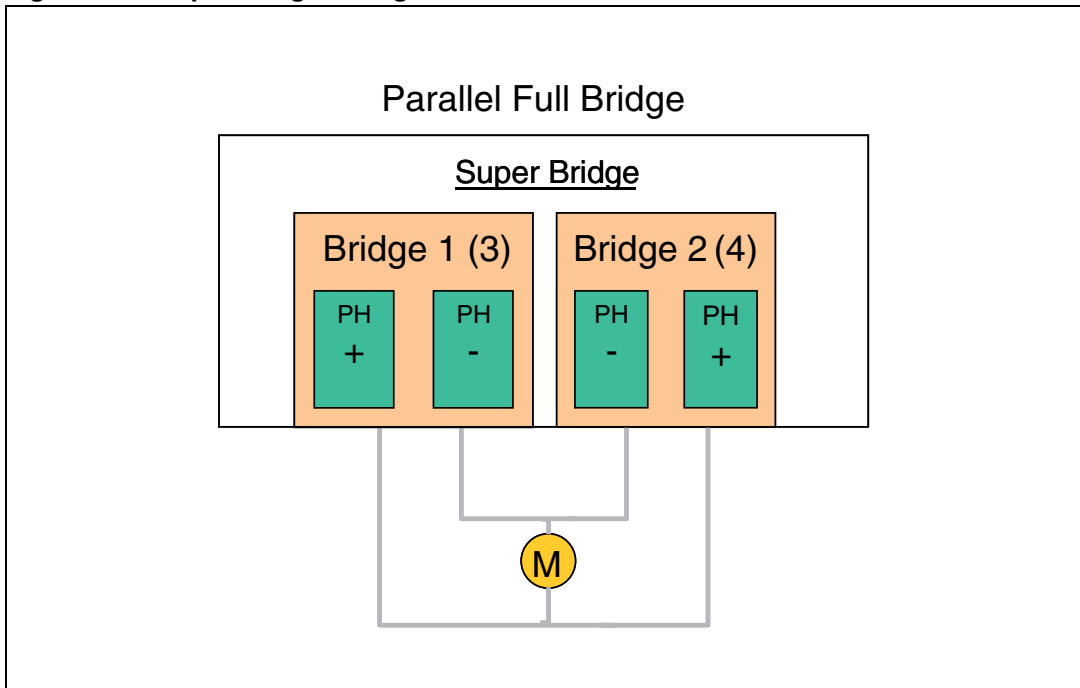 Parallel Full Bridge
Super Bridge
Bridge 1 (3) Bridge 2 (4)
PH PH PH PH
+ - - +
M